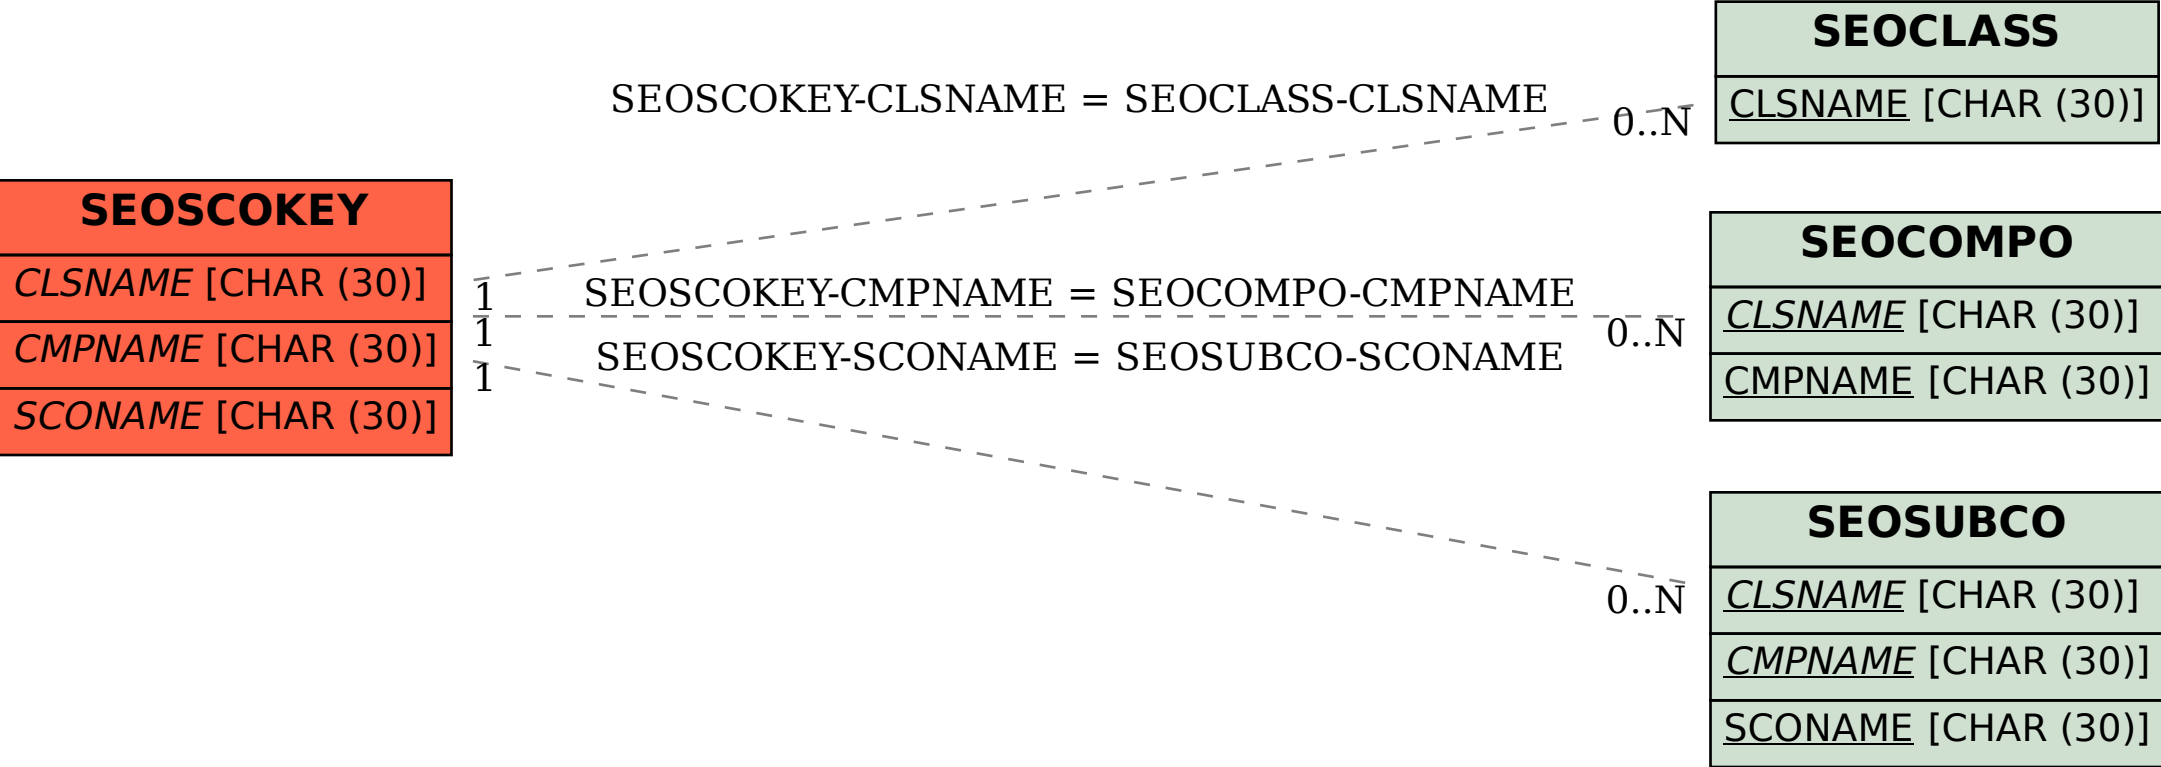 SEOSCOKEY
CLSNAME [CHAR (30)]
CMPNAME [CHAR (30)]
SCONAME [CHAR (30)]
SEOSCOKEY-CLSNAME = SEOCLASS-CLSNAME
0..N
1
SEOSCOKEY-CMPNAME = SEOCOMPO-CMPNAME
0..N
1
SEOSCOKEY-SCONAME = SEOSUBCO-SCONAME
0..N
1
SEOCLASS
CLSNAME [CHAR (30)]
SEOCOMPO
CLSNAME [CHAR (30)]
CMPNAME [CHAR (30)]
SEOSUBCO
CLSNAME [CHAR (30)]
CMPNAME [CHAR (30)]
SCONAME [CHAR (30)]